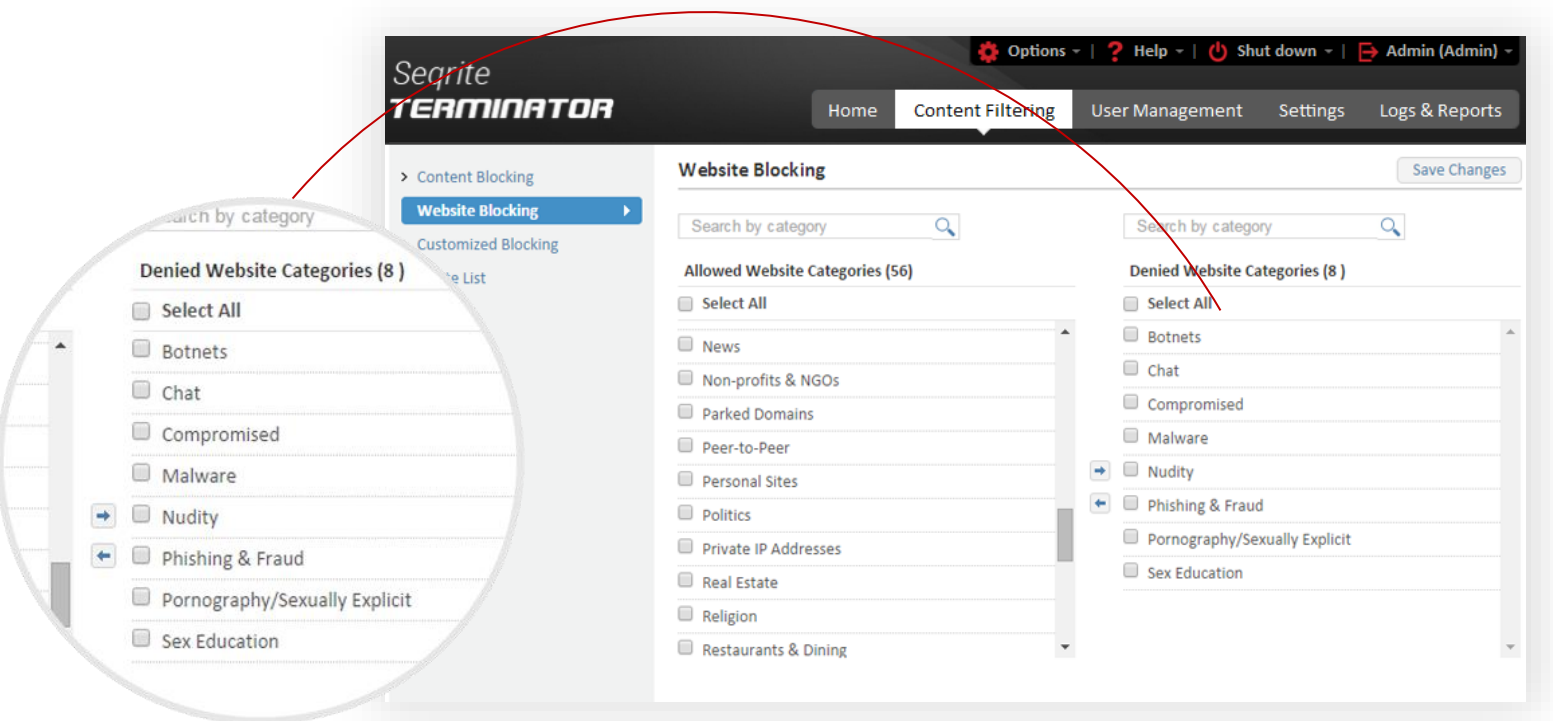 Options
Help
Shut down
Admin (Admin)
Seqrite
TERMINATOR
Home
Content Filtering
User Management
Settings
Logs & Reports
Content Blocking
Website Blocking
Customized Blocking
List
Website Blocking
Save Changes
Search by category
Allowed Website Categories (56)
Select All
News
Non-profits & NGOs
Parked Domains
Peer-to-Peer
Personal Sites
Politics
Private IP Addresses
Real Estate
Religion
Restaurants & Dining
Search by category
Denied Website Categories (8 )
Select All
Botnets
Chat
Compromised
Malware
Nudity
Phishing & Fraud
Pornography/Sexually Explicit
Sex Education
by category
Denied Website Categories (8 )
Select All
Botnets
Chat
Compromised
Malware
Nudity
Phishing & Fraud
Pornography/Sexually Explicit
Sex Education